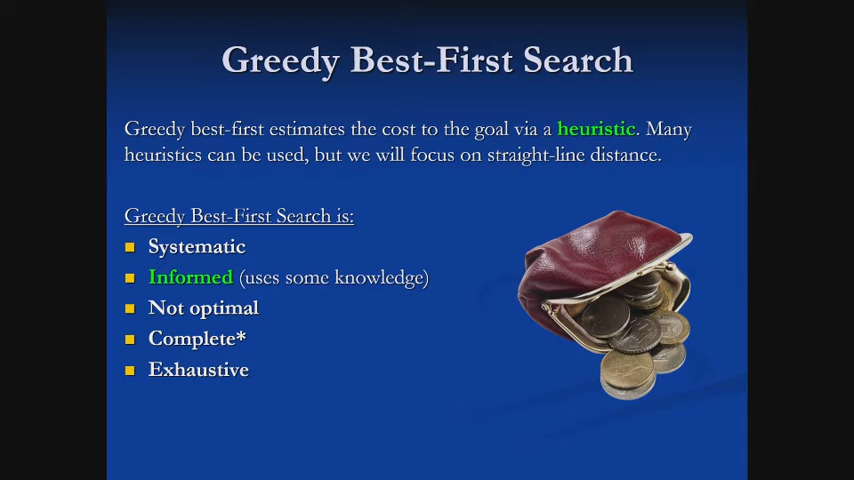 Greedy Best-First Search
Greedy best-first estimates the cost to the goal via a heuristic. Many
heuristics can be used, but we will focus on straight-line distance.
Greedy Best-First Search is:
Systematic
Informed (uses some knowledge)
Not optimal
Complete*
Exhaustive